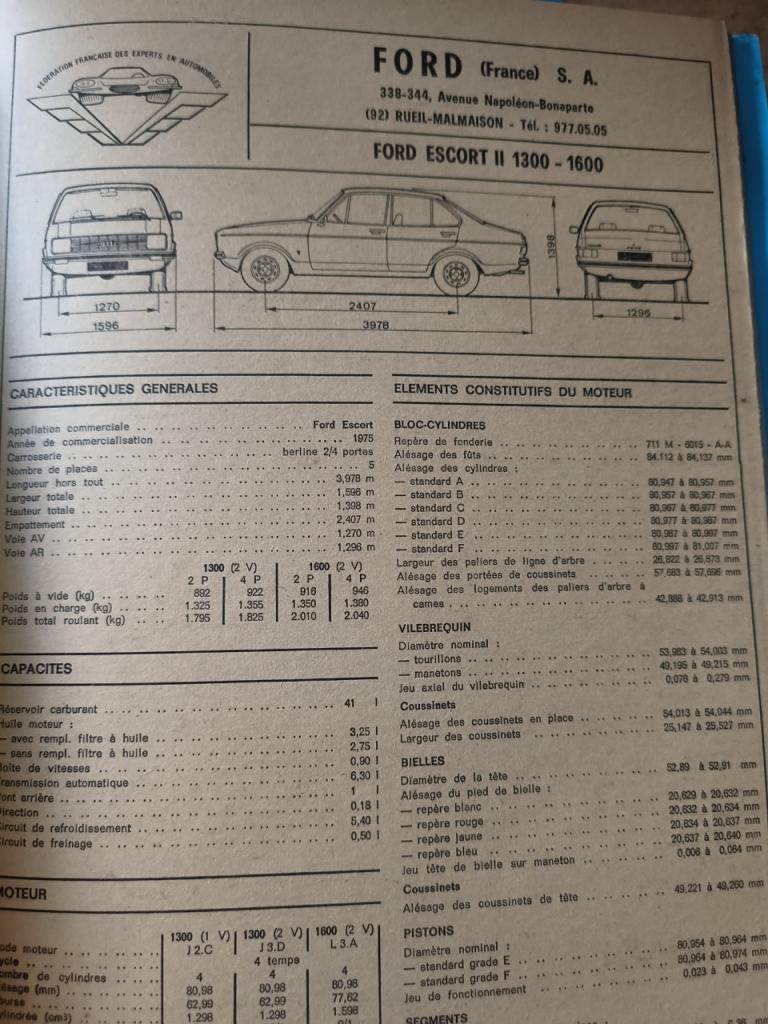 FEDERATION FRANÇAISE DES EXPERTS EN AUTOMOBILES
FORD (France) S. A.
338-344, Avenue Napoléon-Bonaparte
(92) RUEIL-MALMAISON - Tél. : 977.05.05
FORD ESCORT II 1300 - 1600
1270
1596
2407
3978
1398
1296
CARACTERISTIQUES GENERALES
Appellation commerciale .. .. .. .. .. .. .. .. .. Ford Escort
Année de commercialisation .. .. .. .. .. .. .. .. .. 1975
Carrosserie .. .. .. .. .. .. .. .. .. berline 2/4 portes
Nombre de places .. .. .. .. .. .. .. .. .. 5
Longueur hors tout .. .. .. .. .. .. .. .. .. 3,978 m
Largeur totale .. .. .. .. .. .. .. .. .. 1,596 m
Hauteur totale .. .. .. .. .. .. .. .. .. 1,398 m
Empattement .. .. .. .. .. .. .. .. .. 2,407 m
Voie AV .. .. .. .. .. .. .. .. .. 1,270 m
Voie AR .. .. .. .. .. .. .. .. .. 1,296 m
1300 (2 V) 1600 (2 V)
2 P 4 P 2 P 4 P
Poids à vide (kg) .. .. .. 892 922 916 946
Poids en charge (kg) .. .. .. 1.325 1.355 1.350 1.380
Poids total roulant (kg) .. .. 1.795 1.825 2.010 2.040
CAPACITES
Réservoir carburant .. .. .. .. .. .. .. .. 41 l
Huile moteur :
— avec rempl. filtre à huile .. .. .. .. .. .. 3,25 l
— sans rempl. filtre à huile .. .. .. .. .. .. 2,75 l
Boîte de vitesses .. .. .. .. .. .. .. .. 0,90 l
Transmission automatique .. .. .. .. .. .. .. 6,30 l
Pont arrière .. .. .. .. .. .. .. .. 1 l
Direction .. .. .. .. .. .. .. .. 0,18 l
Circuit de refroidissement .. .. .. .. .. .. 5,40 l
Circuit de freinage .. .. .. .. .. .. .. .. 0,50 l
MOTEUR
1300 (1 V) 1300 (2 V) 1600 (2 V)
ode moteur .. .. .. .. J 2.C J 3.D L 3.A
ycle .. .. .. .. 4 temps
ombre de cylindres .. .. .. 4 4 4
ésage (mm) .. .. .. .. 80,98 80,98 80,98
ourse .. .. .. .. 62,99 62,99 77,62
ylindrée (cm3) .. .. .. 1.298 1.298 1.598
ELEMENTS CONSTITUTIFS DU MOTEUR
BLOC-CYLINDRES
Repère de fonderie .. .. .. .. .. .. .. 711 M - 6015 - A-A
Alésage des fûts .. .. .. .. .. .. .. 84.112 à 84,137 mm
Alésage des cylindres :
— standard A .. .. .. .. .. .. .. 80,947 à 80,957 mm
— standard B .. .. .. .. .. .. .. 80,957 à 80,967 mm
— standard C .. .. .. .. .. .. .. 80,967 à 80,977 mm
— standard D .. .. .. .. .. .. .. 80,977 à 80,987 mm
— standard E .. .. .. .. .. .. .. 80,987 à 80,997 mm
— standard F .. .. .. .. .. .. .. 80,997 à 81,007 mm
Largeur des paliers de ligne d'arbre .. .. .. .. 26,822 à 26,873 mm
Alésage des portées de coussinets .. .. .. .. 57,683 à 57,696 mm
Alésage des logements des paliers d'arbre à
cames . .. .. .. .. .. .. .. 42,888 à 42,913 mm
VILEBREQUIN
Diamètre nominal :
— tourillons .. .. .. .. .. .. .. 53,983 à 54,003 mm
— manetons .. .. .. .. .. .. .. 49,195 à 49,215 mm
Jeu axial du vilebrequin .. .. .. .. .. .. 0,076 à 0,279 mm
Coussinets
Alésage des coussinets en place .. .. .. .. .. 54,013 à 54,044 mm
Largeur des coussinets .. .. .. .. .. .. 25,147 à 25,527 mm
BIELLES
Diamètre de la tête .. .. .. .. .. .. .. 52,89 à 52,91 mm
Alésage du pied de bielle :
— repère blanc .. .. .. .. .. .. .. 20,629 à 20,632 mm
— repère rouge .. .. .. .. .. .. .. 20,632 à 20,634 mm
— repère jaune .. .. .. .. .. .. .. 20,634 à 20,637 mm
— repère bleu .. .. .. .. .. .. .. 20,637 à 20,640 mm
Jeu tête de bielle sur maneton .. .. .. .. .. 0,006 à 0,064 mm
Coussinets
Alésage des coussinets de tête .. .. .. .. .. 49,221 à 49,260 mm
PISTONS
Diamètre nominal :
— standard grade E .. .. .. .. .. .. 80,954 à 80,964 mm
— standard grade F .. .. .. .. .. .. 80,964 à 80,974 mm
Jeu de fonctionnement .. .. .. .. .. .. 0,023 à 0,043 mm
SEGMENTS